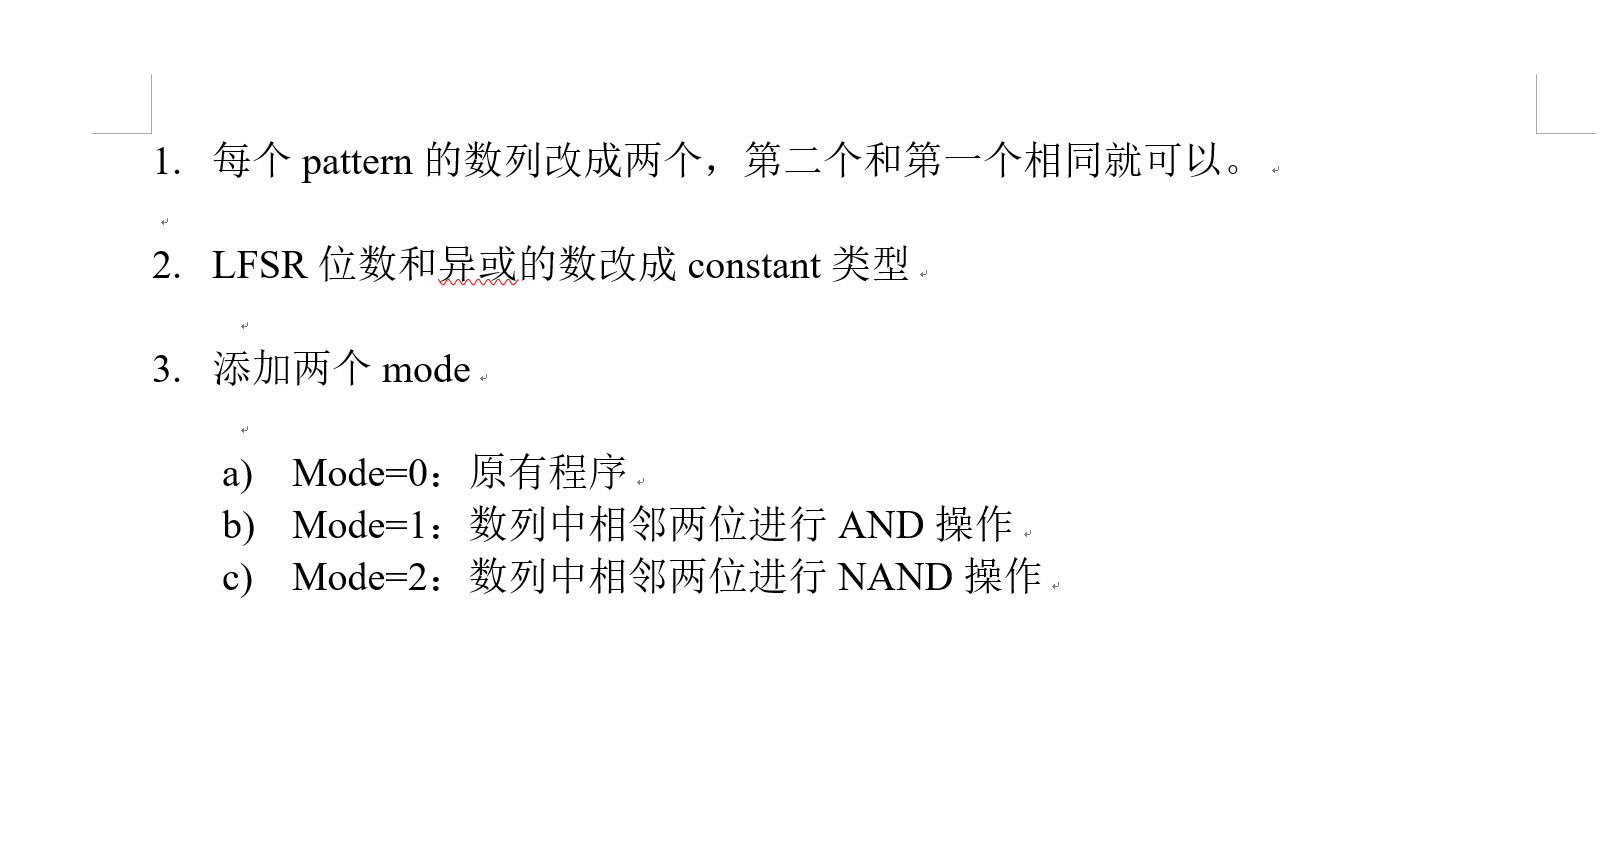 1. 每个 pattern 的数列改成两个，第二个和第一个相同就可以。
2. LFSR 位数和异或的数改成 constant 类型
3. 添加两个 mode
a) Mode=0：原有程序
b) Mode=1：数列中相邻两位进行 AND 操作
c) Mode=2：数列中相邻两位进行 NAND 操作